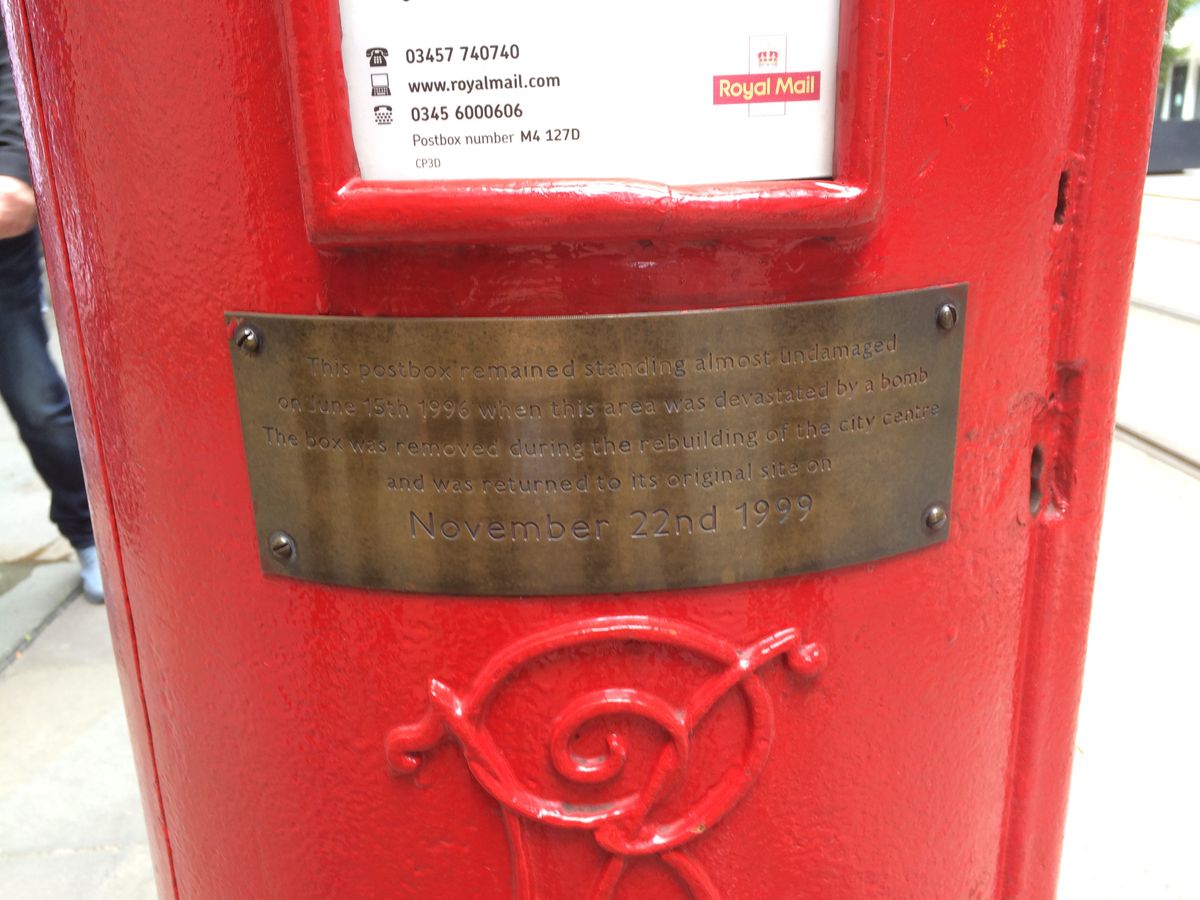 03457 740740
www.royalmail.com
0345 6000606
Postbox number M4 127D
CP3D
Royal Mail
This postbox remained standing almost undamaged
on June 15th 1996 when this area was devastated by a bomb
The box was removed during the rebuilding of the city centre
and was returned to its original site on
November 22nd 1999